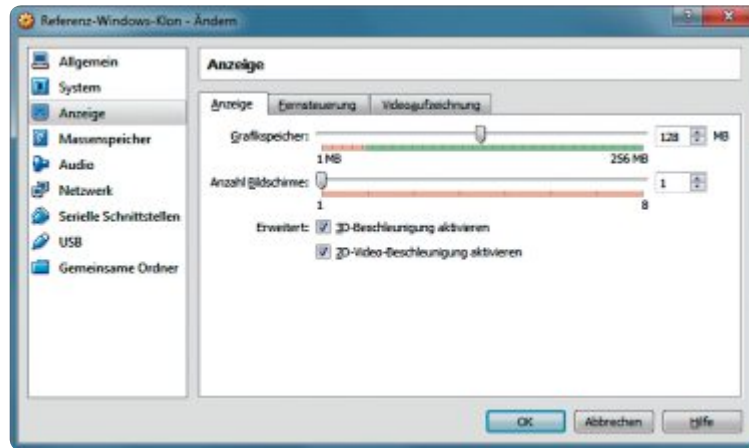 Referenz-Windows-Klon - Ändern
Allgemein
System
Anzeige
Massenspeicher
Audio
Netzwerk
Serielle Schnittstellen
USB
Gemeinsame Ordner
Anzeige
Anzeige Fernsteuerung Videoaufzeichnung
Grafikspeicher: 128 MB
1 MB 256 MB
Anzahl Bildschirme: 1
1 8
Erweitert: 3D-Beschleunigung aktivieren
2D-Video-Beschleunigung aktivieren
OK Abbrechen Hilfe